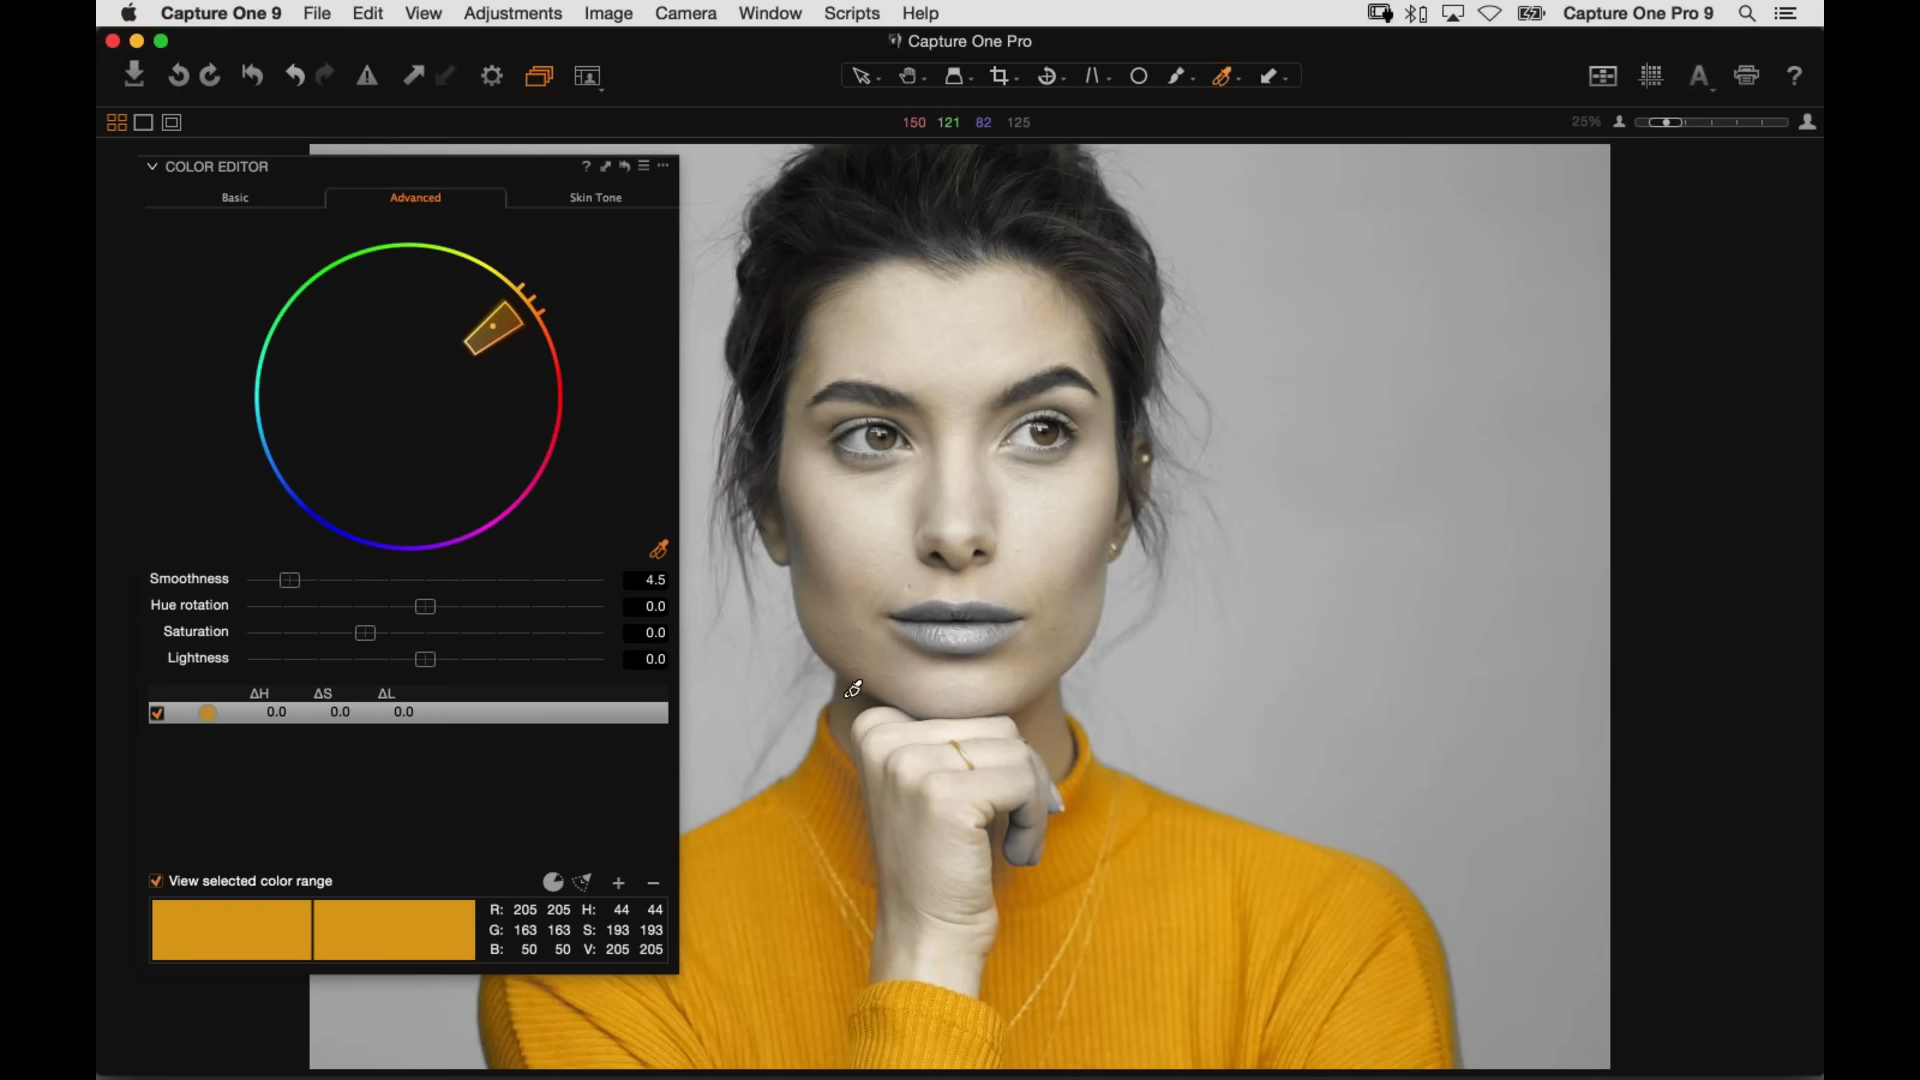 Capture One 9 File Edit View Adjustments Image Camera Window Scripts Help Capture One Pro 9
Capture One Pro
A ?
150 121 82 125 25%
COLOR EDITOR ?
Basic Advanced Skin Tone
Smoothness 4.5
Hue rotation 0.0
Saturation 0.0
Lightness 0.0
ΔH ΔS ΔL
0.0 0.0 0.0
View selected color range + −
R: 205 205 H: 44 44
G: 163 163 S: 193 193
B: 50 50 V: 205 205